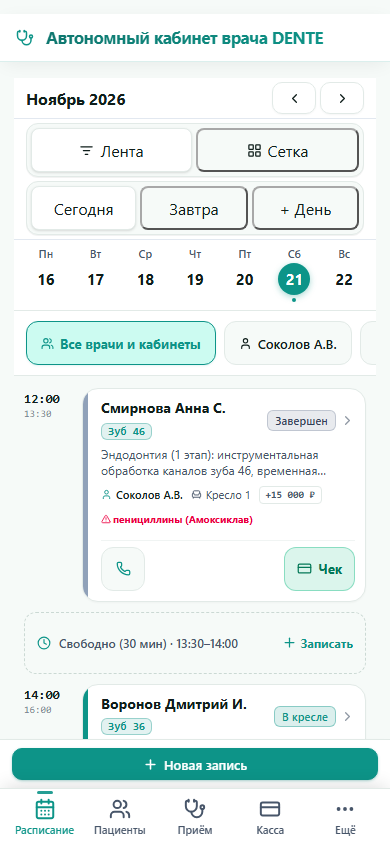 Автономный кабинет врача DENTE
Ноябрь 2026
Лента
Сетка
Сегодня
Завтра
+ День
Пн Вт Ср Чт Пт Сб Вс
16 17 18 19 20 21 22
Все врачи и кабинеты
Соколов А.В.
12:00
13:30
Смирнова Анна С.
Зуб 46
Завершен
Эндодонтия (1 этап): инструментальная
обработка каналов зуба 46, временная...
Соколов А.В. Кресло 1 +15 000 ₽
пенициллины (Амоксиклав)
Чек
Свободно (30 мин) · 13:30–14:00
+ Записать
14:00
16:00
Воронов Дмитрий И.
Зуб 36
В кресле
+ Новая запись
Расписание Пациенты Приём Касса Ещё